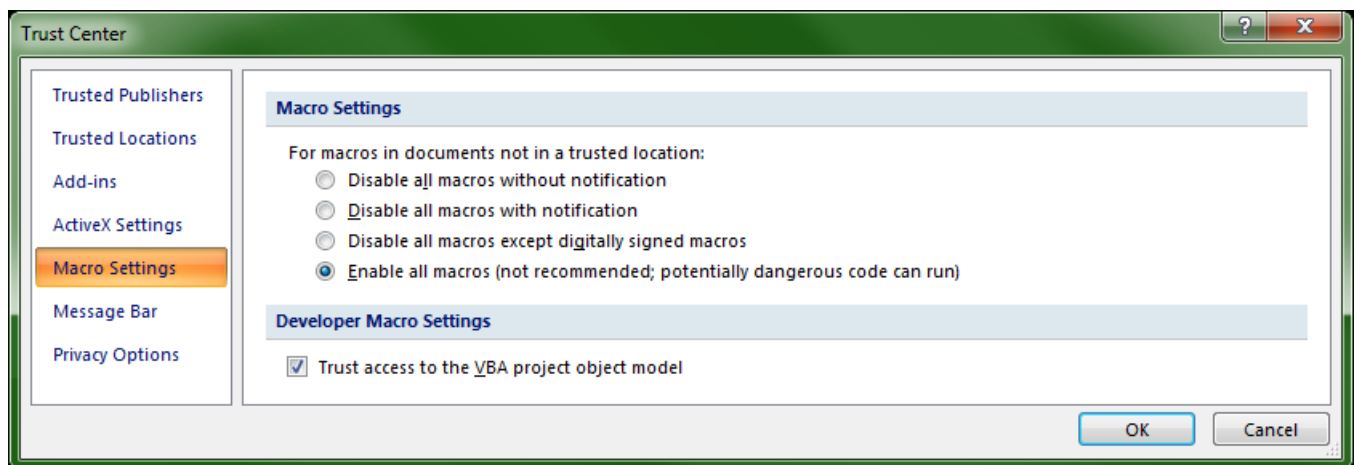 Trust Center
?
Trusted Publishers
Trusted Locations
Add-ins
ActiveX Settings
Macro Settings
Message Bar
Privacy Options
Macro Settings
For macros in documents not in a trusted location:
Disable all macros without notification
Disable all macros with notification
Disable all macros except digitally signed macros
Enable all macros (not recommended; potentially dangerous code can run)
Developer Macro Settings
Trust access to the VBA project object model
OK Cancel